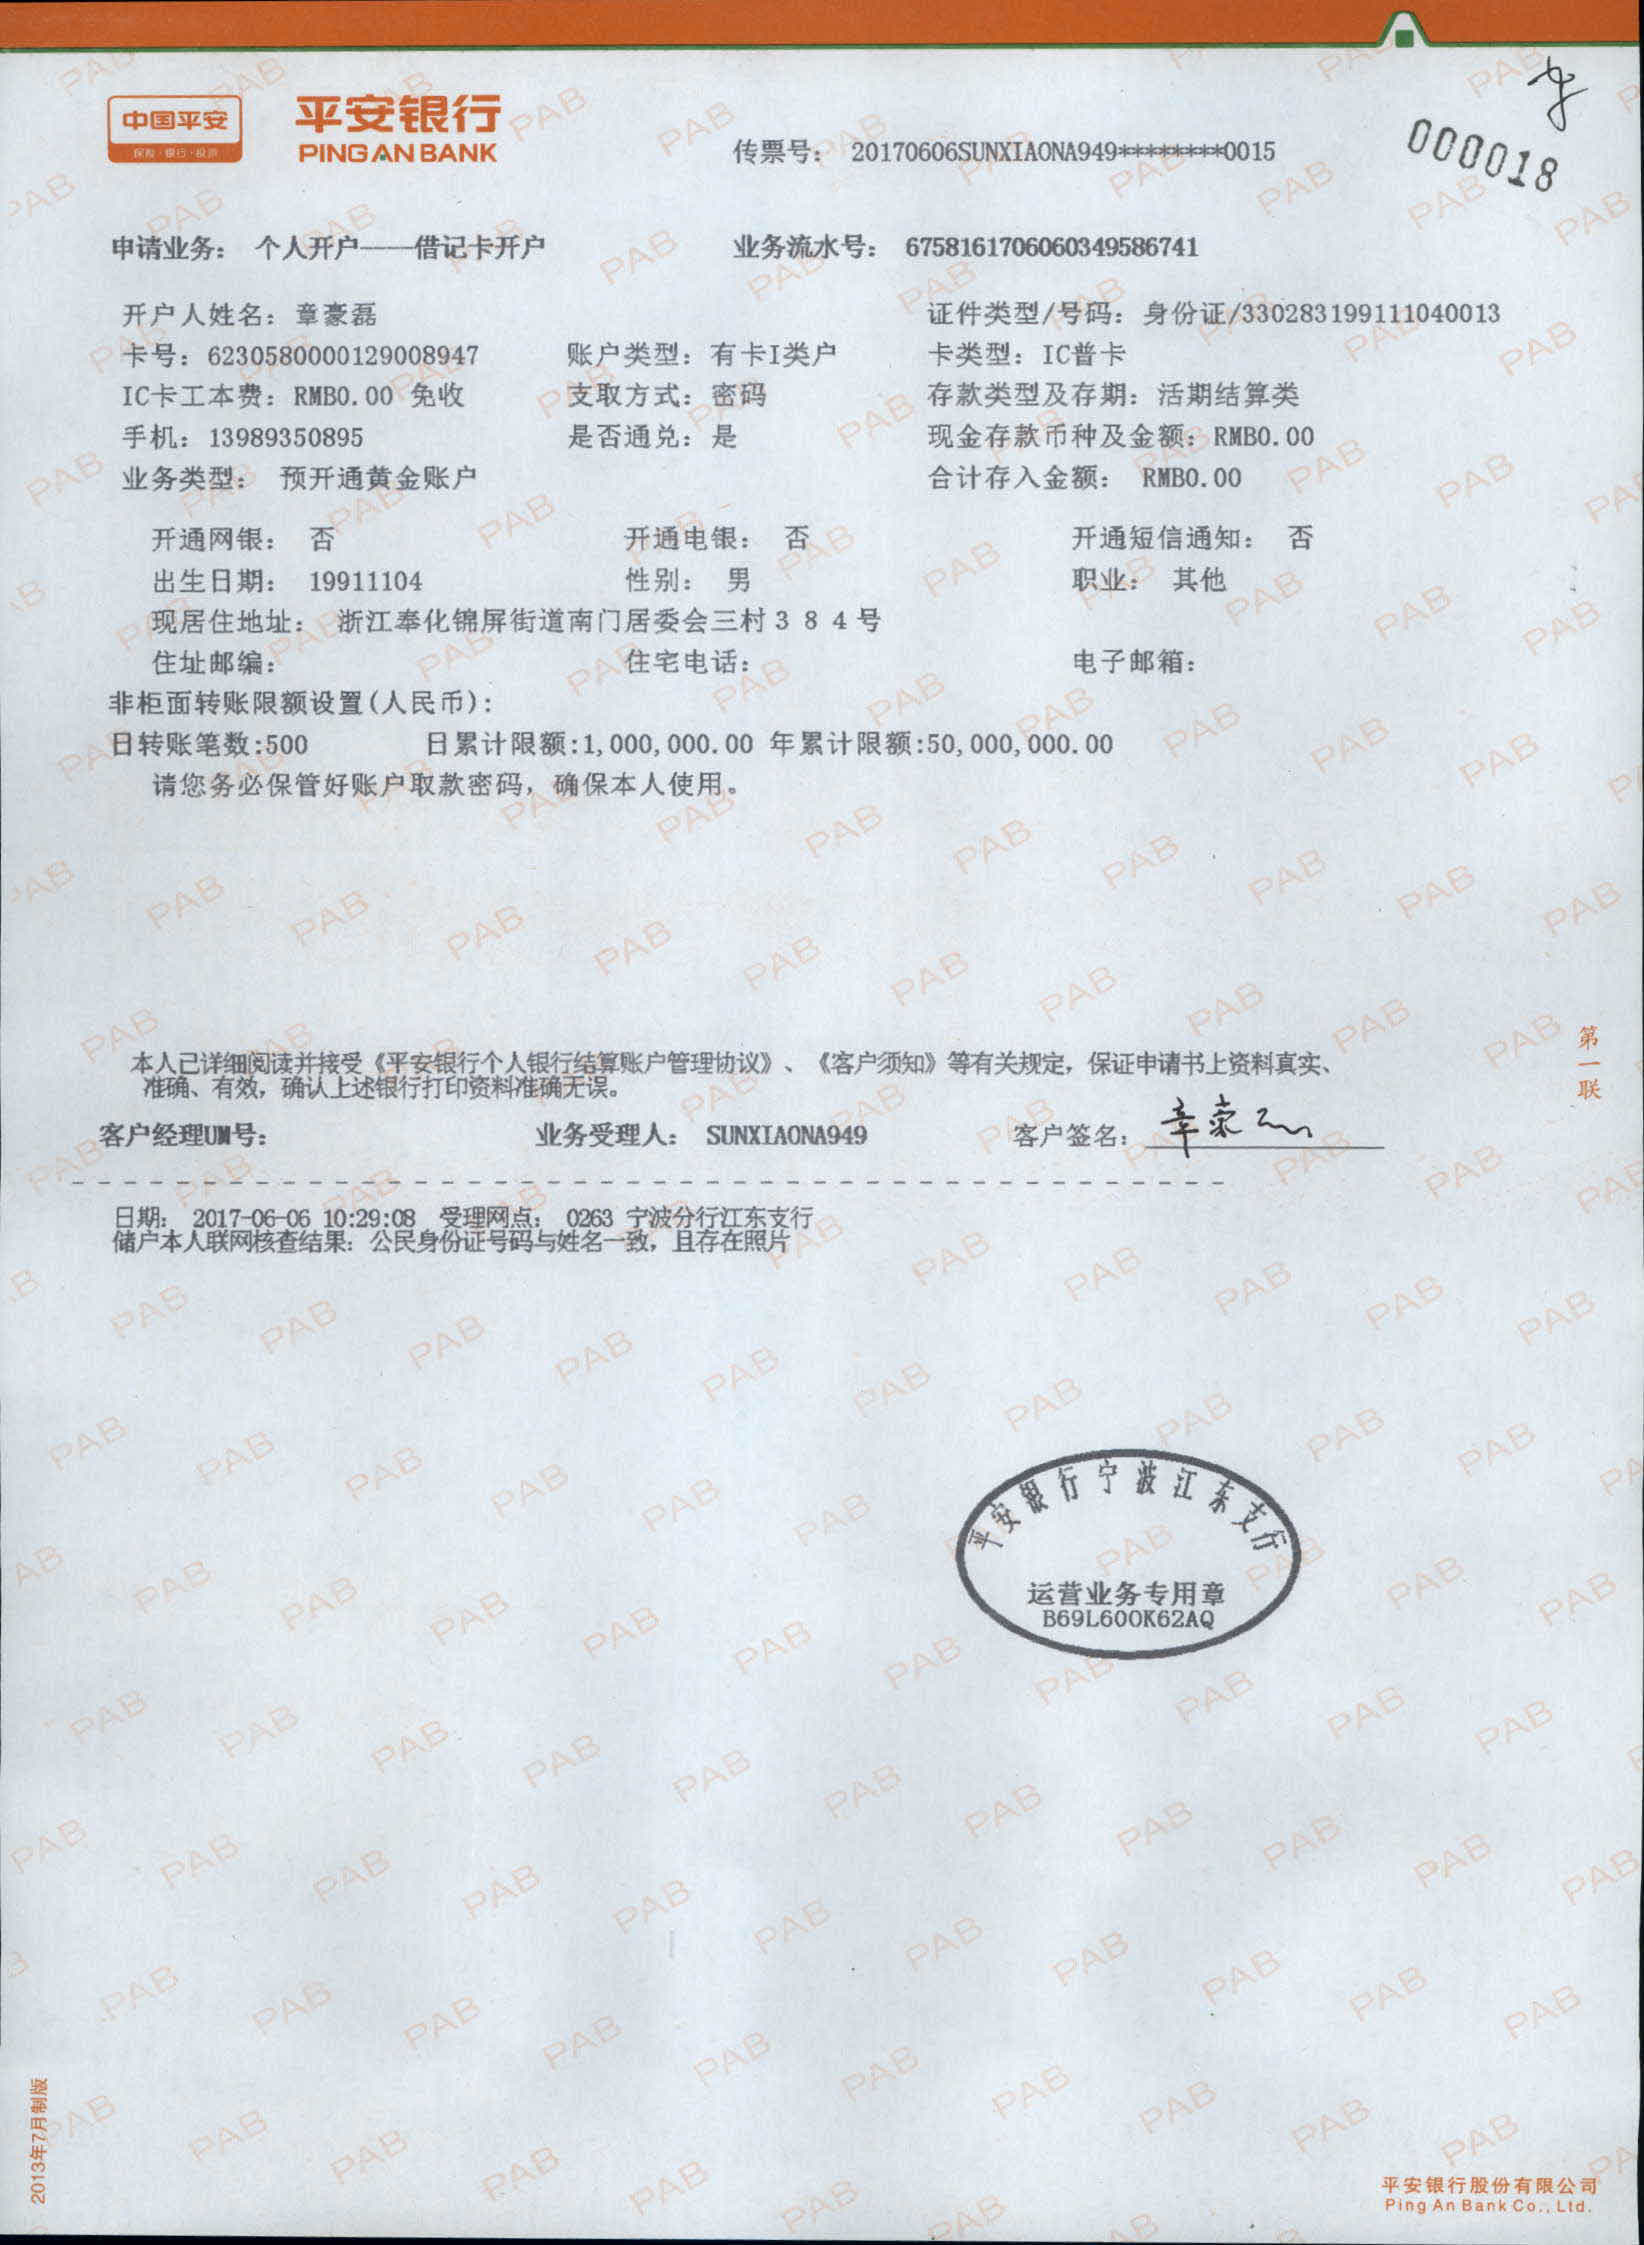 中国平安
保险·银行·投资
平安银行
PING AN BANK
传票号： 20170606SUNXIAONA949********0015
000018
申请业务： 个人开户——借记卡开户 业务流水号： 6758161706060349586741
开户人姓名：章豪磊 证件类型/号码：身份证/330283199111040013
卡号：6230580000129008947 账户类型：有卡I类户 卡类型：IC普卡
IC卡工本费：RMB0.00 免收 支取方式：密码 存款类型及存期：活期结算类
手机：13989350895 是否通兑：是 现金存款币种及金额：RMB0.00
业务类型： 预开通黄金账户 合计存入金额： RMB0.00
开通网银： 否 开通电银： 否 开通短信通知： 否
出生日期： 19911104 性别： 男 职业： 其他
现居住地址： 浙江奉化锦屏街道南门居委会三村３８４号
住址邮编： 住宅电话： 电子邮箱：
非柜面转账限额设置(人民币):
日转账笔数:500 日累计限额:1,000,000.00 年累计限额:50,000,000.00
请您务必保管好账户取款密码，确保本人使用。
本人已详细阅读并接受《平安银行个人银行结算账户管理协议》、《客户须知》等有关规定，保证申请书上资料真实、
准确、有效，确认上述银行打印资料准确无误。
客户经理UM号： 业务受理人： SUNXIAONA949 客户签名：
日期： 2017-06-06 10:29:08 受理网点： 0263 宁波分行江东支行
储户本人联网核查结果：公民身份证号码与姓名一致，且存在照片
第一联
平安银行宁波江东支行
运营业务专用章
B69L600K62AQ
2013年7月制版
平安银行股份有限公司
Ping An Bank Co., Ltd.